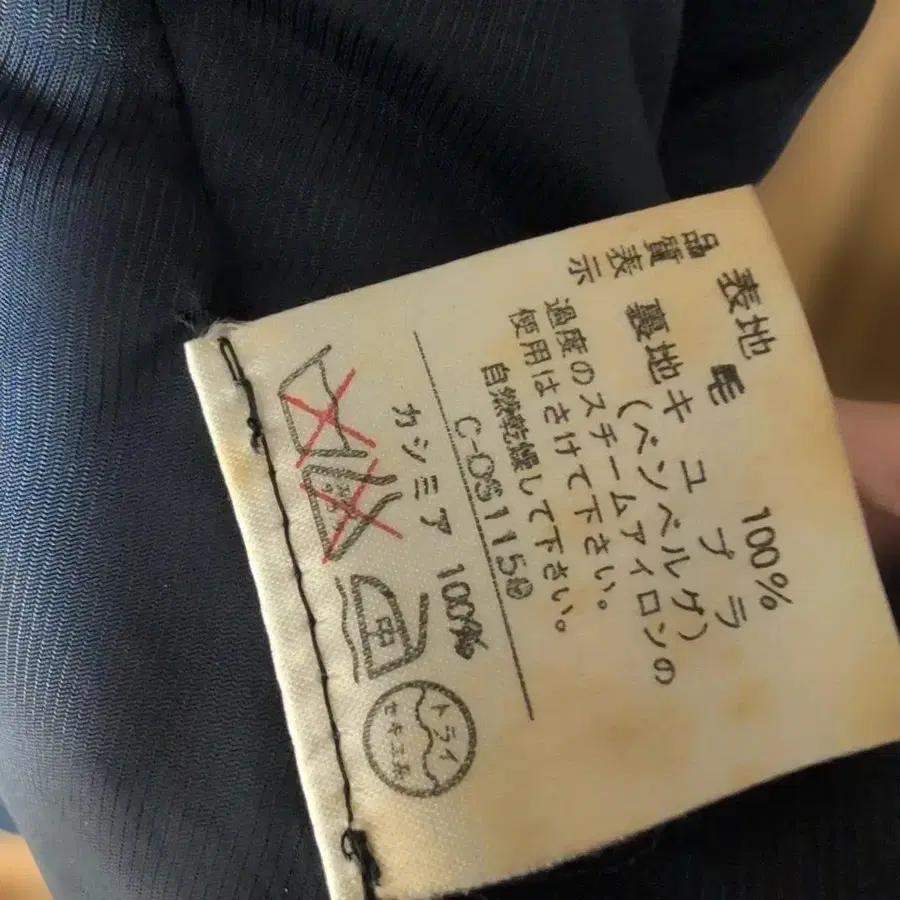 品質表示
表地 毛 100%
裏地 キュプラ
(ベンベルグ)
過度のスチームアイロンの
使用はさけて下さい。
自然乾燥して下さい。
カシミア 100%
中
ドライ
セキユ系